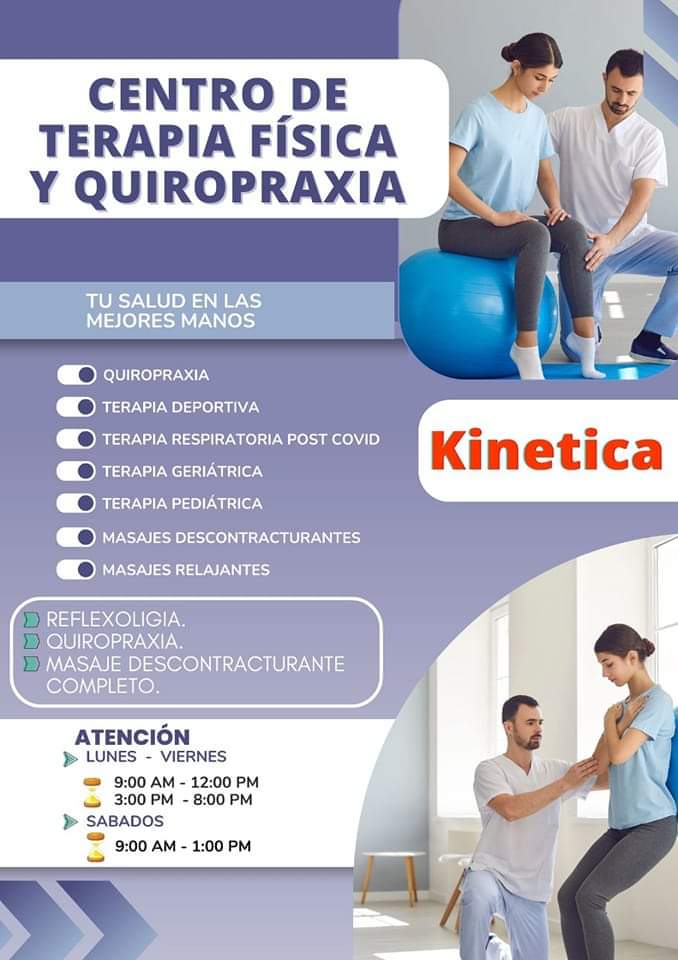 CENTRO DE
TERAPIA FÍSICA
Y QUIROPRAXIA
TU SALUD EN LAS
MEJORES MANOS
QUIROPRAXIA
TERAPIA DEPORTIVA
TERAPIA RESPIRATORIA POST COVID
TERAPIA GERIÁTRICA
TERAPIA PEDIÁTRICA
MASAJES DESCONTRACTURANTES
MASAJES RELAJANTES
Kinetica
REFLEXOLIGIA.
QUIROPRAXIA.
MASAJE DESCONTRACTURANTE
COMPLETO.
ATENCIÓN
LUNES - VIERNES
9:00 AM - 12:00 PM
3:00 PM - 8:00 PM
SABADOS
9:00 AM - 1:00 PM